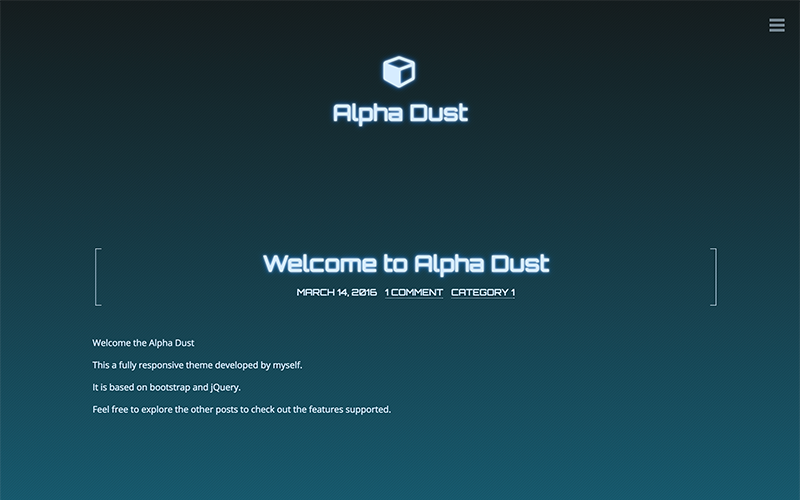 Alpha Dust
Welcome to Alpha Dust
MARCH 14, 2016 1 COMMENT CATEGORY 1
Welcome the Alpha Dust
This a fully responsive theme developed by myself.
It is based on bootstrap and jQuery.
Feel free to explore the other posts to check out the features supported.